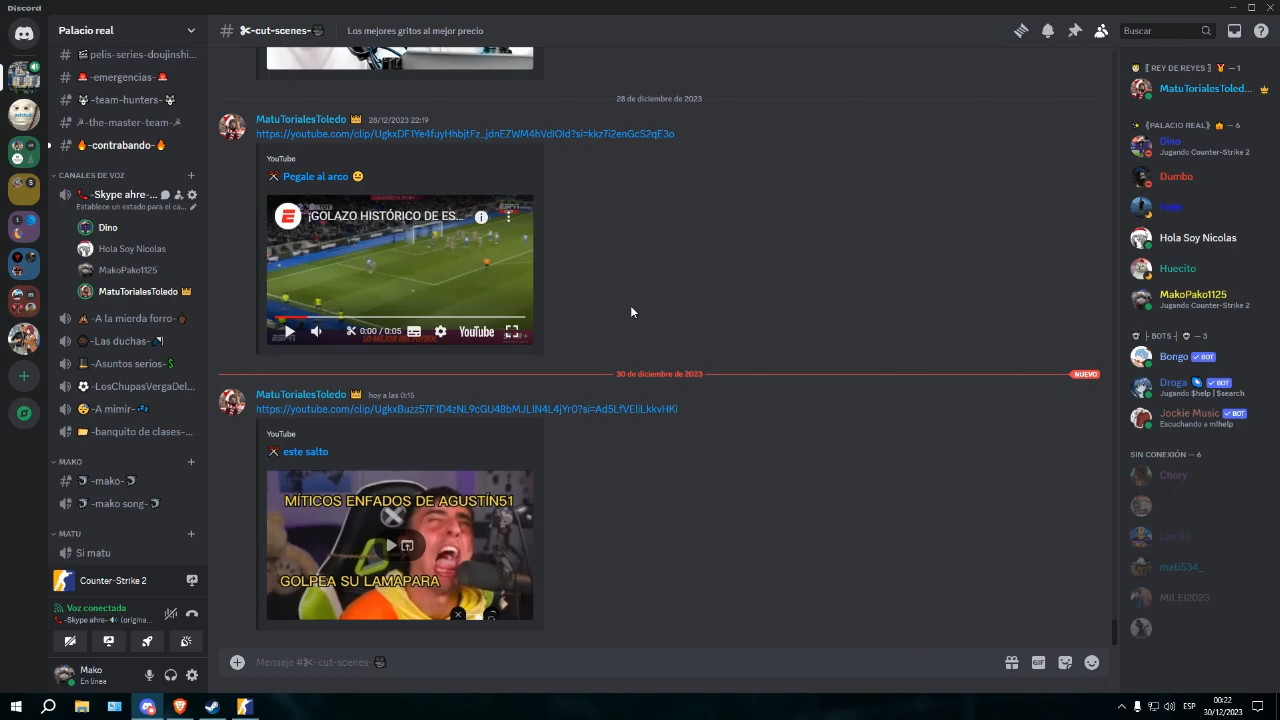 Discord
Palacio real
-cut-scenes-
Los mejores gritos al mejor precio
Buscar
pelis-series-doujinshi...
-emergencias-
-team-hunters-
-the-master-team-
-contrabando-
CANALES DE VOZ
-Skype ahre-...
Establece un estado para el ca...
Dino
Hola Soy Nicolas
MakoPako1125
MatuTorialesToledo
-A la mierda forro-
-Las duchas-
-Asuntos serios-
-LosChupasVergaDel...
-A mimir-
-banquito de clases-...
MAKO
-mako-
-mako song-
MATU
Si matu
Counter-Strike 2
Voz conectada
-Skype ahre- (origina...
Mako
En línea
28 de diciembre de 2023
MatuTorialesToledo 28/12/2023 22:19
https://youtube.com/clip/UgkxDF1Ye4fuyHhbjtFz_jdnEZWM4hVdIOId?si=kkz7i2enGcS2qE3o
YouTube
Pegale al arco
¡GOLAZO HISTÓRICO DE ES...
0:00 / 0:05
YouTube
30 de diciembre de 2023
NUEVO
MatuTorialesToledo hoy a las 0:15
https://youtube.com/clip/UgkxBuzz57F1D4zNL9cGU48bMJLIN4L4jYr0?si=Ad5LfVEIiLkkvHKi
YouTube
este salto
MÍTICOS ENFADOS DE AGUSTÍN51
GOLPEA SU LAMAPARA
Mensaje #-cut-scenes-
GIF
REY DE REYES — 1
MatuTorialesToled...
PALACIO REAL — 6
Dino
Jugando Counter-Strike 2
Dumbo
Hola Soy Nicolas
Huecito
MakoPako1125
Jugando Counter-Strike 2
BOTS — 3
Bongo BOT
Droga BOT
Jugando $help | $search
Jockie Music BOT
Escuchando a m!help
SIN CONEXIÓN — 6
Chory
mati534_
MILEI2023
ESP
00:22
30/12/2023